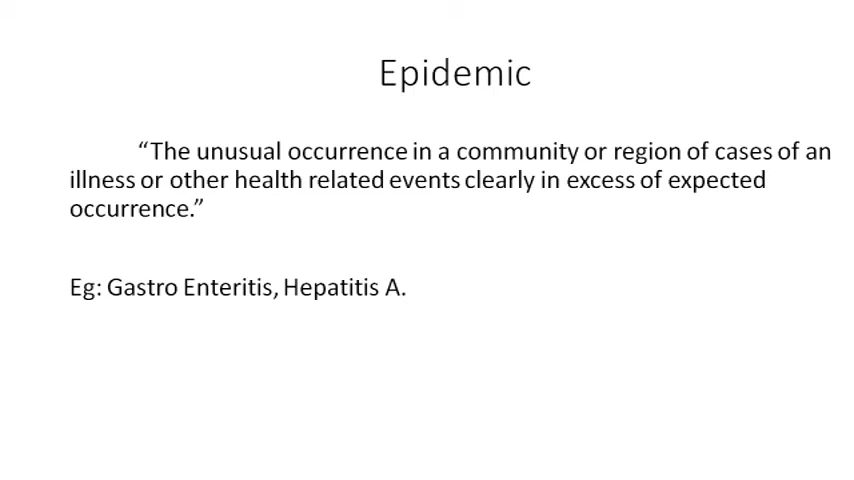 Epidemic
“The unusual occurrence in a community or region of cases of an
illness or other health related events clearly in excess of expected
occurrence.”
Eg: Gastro Enteritis, Hepatitis A.